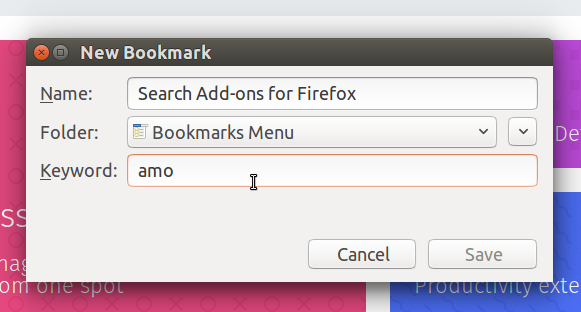 New Bookmark
Name: Search Add-ons for Firefox
Folder: Bookmarks Menu
De
Keyword: amo
ss
Cancel Save
nag
om one spot
Productivity exte